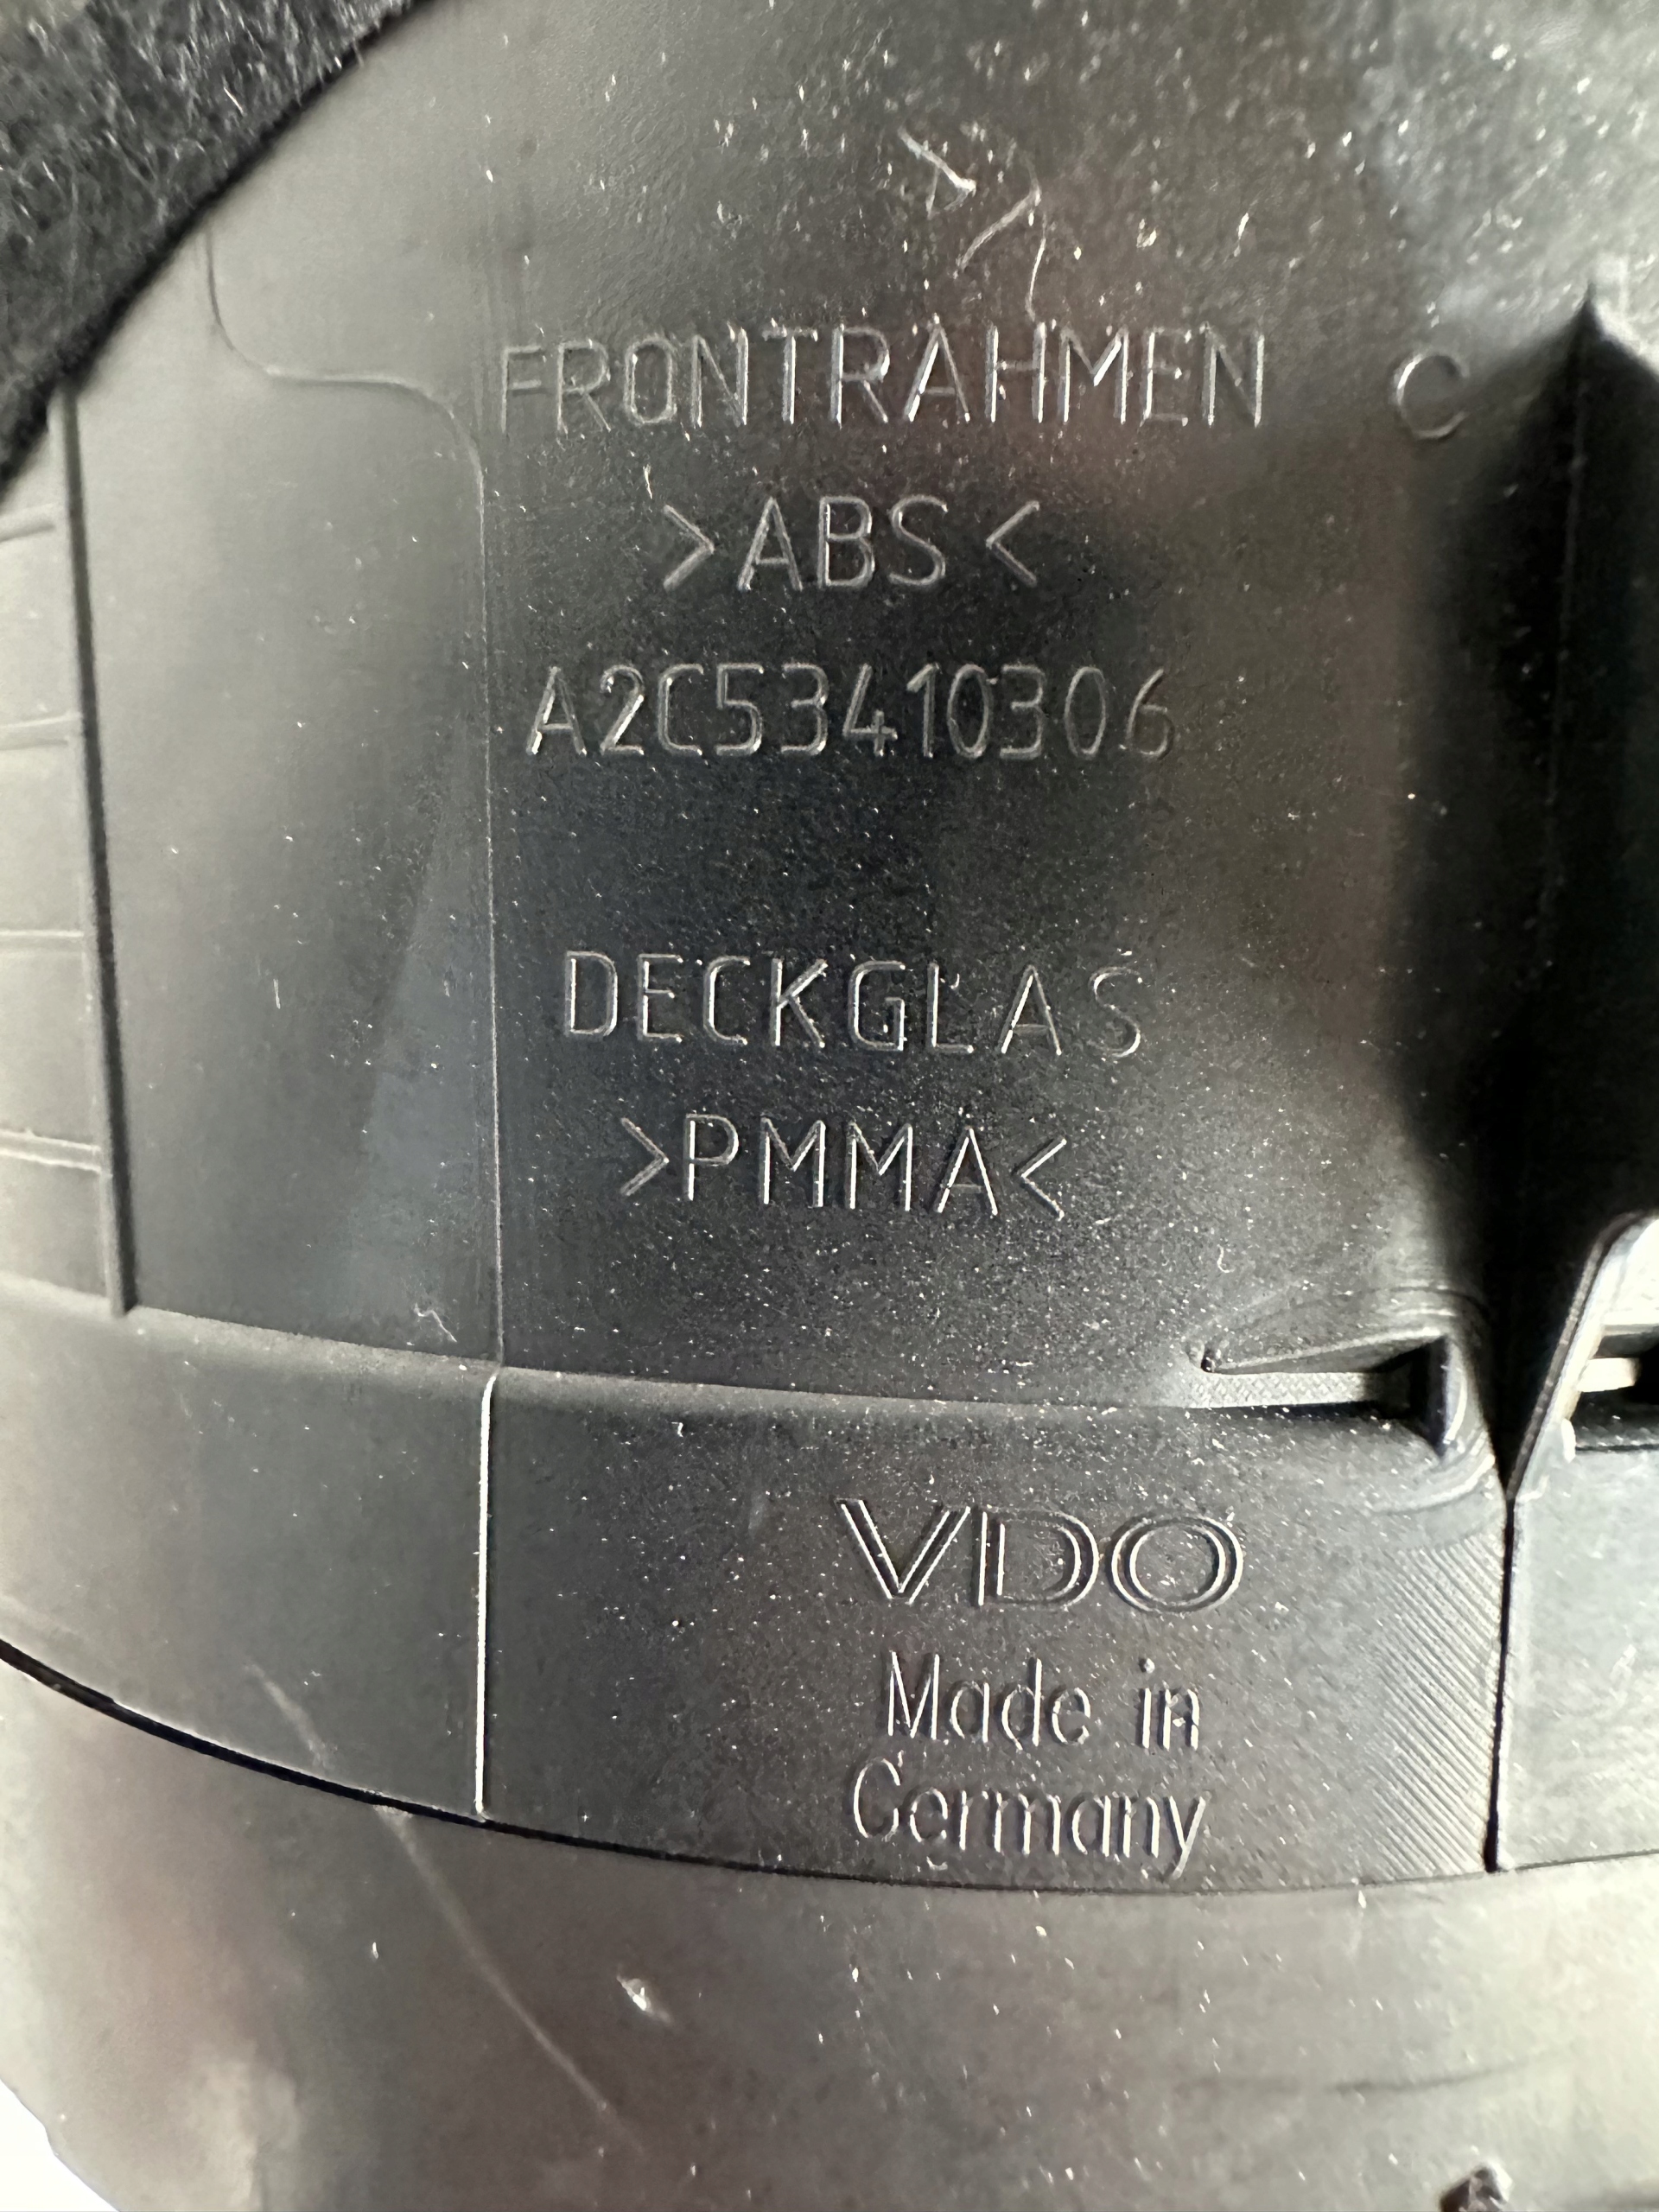 FRONTRAHMEN C
>ABS<
A2C53410306
DECKGLAS
>PMMA<
VDO
Made in
Germany